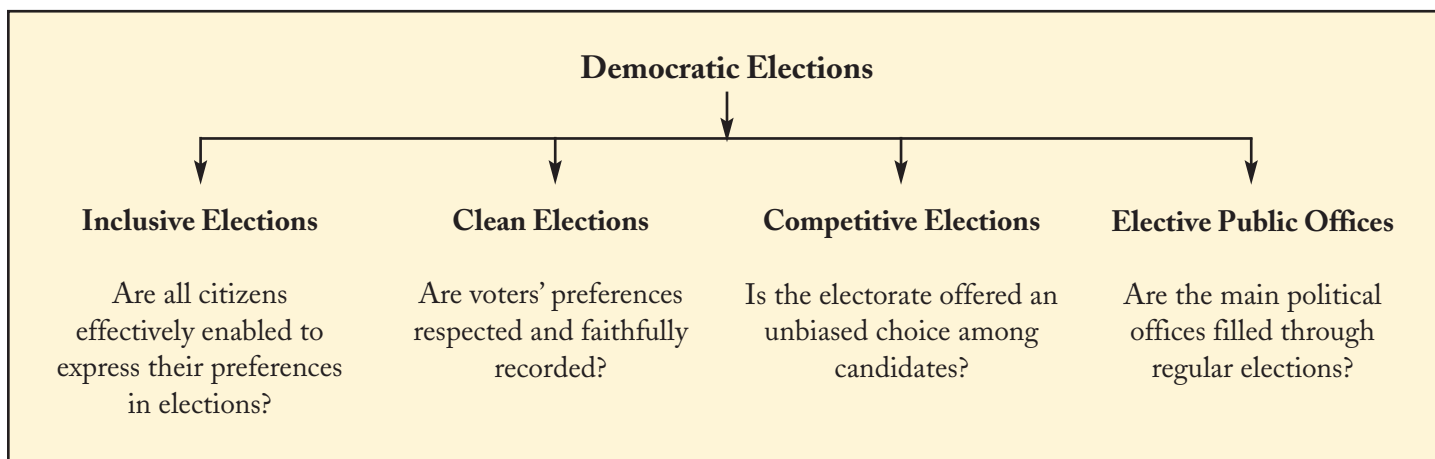 Democratic Elections
Inclusive Elections
Are all citizens
effectively enabled to
express their preferences
in elections?
Clean Elections
Are voters’ preferences
respected and faithfully
recorded?
Competitive Elections
Is the electorate offered an
unbiased choice among
candidates?
Elective Public Offices
Are the main political
offices filled through
regular elections?